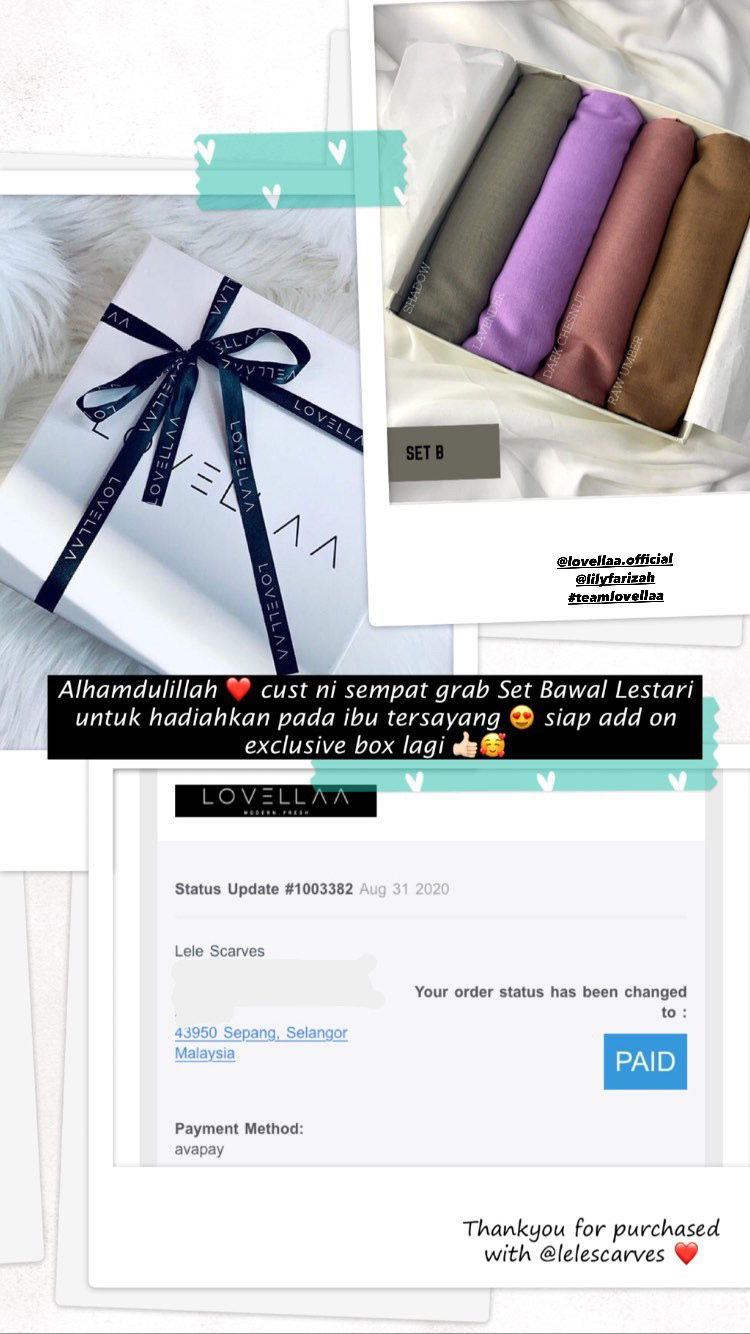 SHADOW
LAVENDER
DARK CHESNUT
RAW UMBER
SET B
@lovellaa.official
@lilyfarizah
#teamlovellaa
LOVELLAA
LOVELLAA
LOVELLAA
LOVELLAA
LOVELLAA
LOVELLAA
Alhamdulillah ❤️ cust ni sempat grab Set Bawal Lestari
untuk hadiahkan pada ibu tersayang 😍 siap add on
exclusive box lagi 👍🏻🥰
LOVELLAA
MODERN.FRESH
Status Update #1003382 Aug 31 2020
Lele Scarves
Your order status has been changed
to :
43950 Sepang, Selangor
Malaysia
PAID
Payment Method:
avapay
Thankyou for purchased
with @lelescarves ❤️